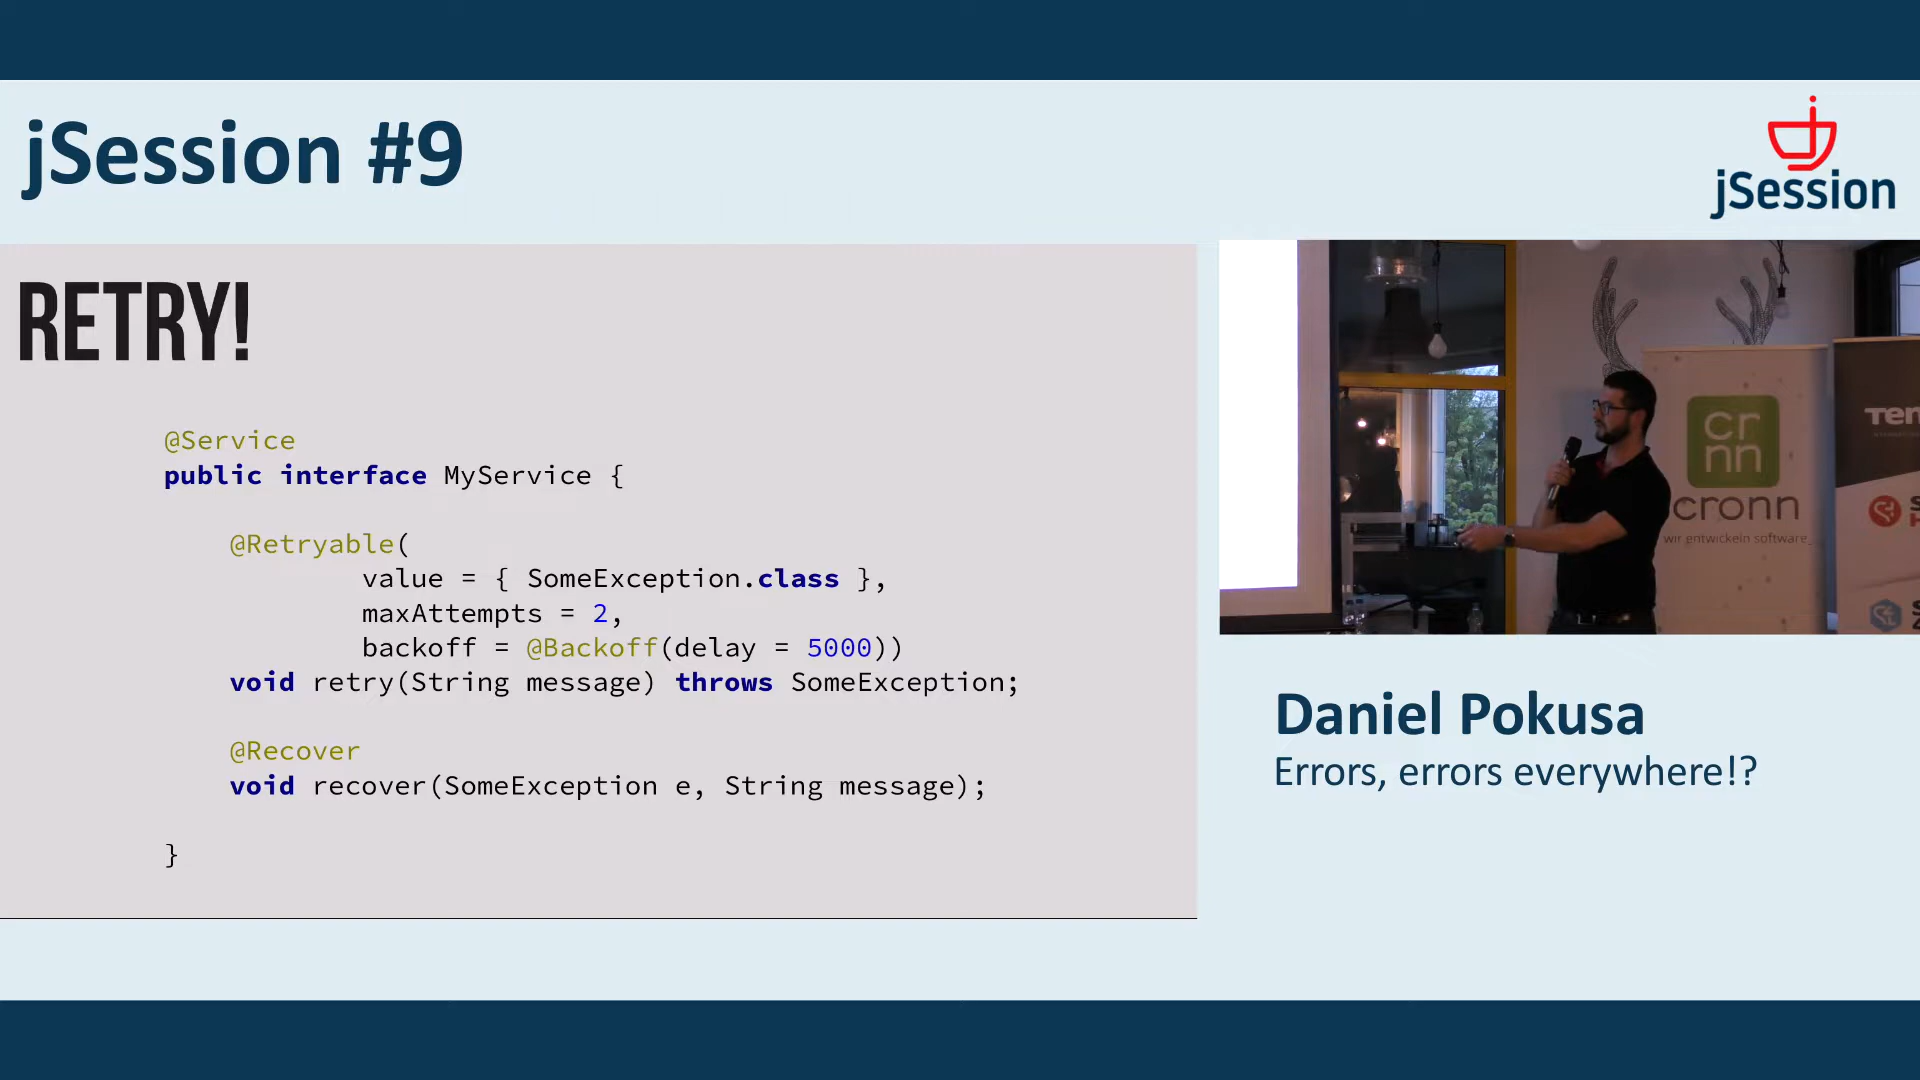 jSession #9
jSession
RETRY!
@Service
public interface MyService {
@Retryable(
value = { SomeException.class },
maxAttempts = 2,
backoff = @Backoff(delay = 5000))
void retry(String message) throws SomeException;
@Recover
void recover(SomeException e, String message);
}
cr
nn
cronn
wir entwickeln software_
Daniel Pokusa
Errors, errors everywhere!?